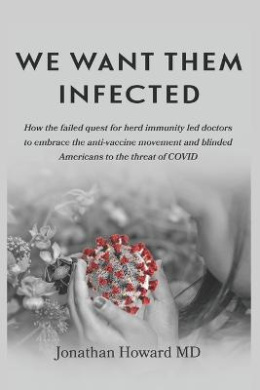 WE WANT THEM
INFECTED
How the failed quest for herd immunity led doctors
to embrace the anti-vaccine movement and blinded
Americans to the threat of COVID
Jonathan Howard MD